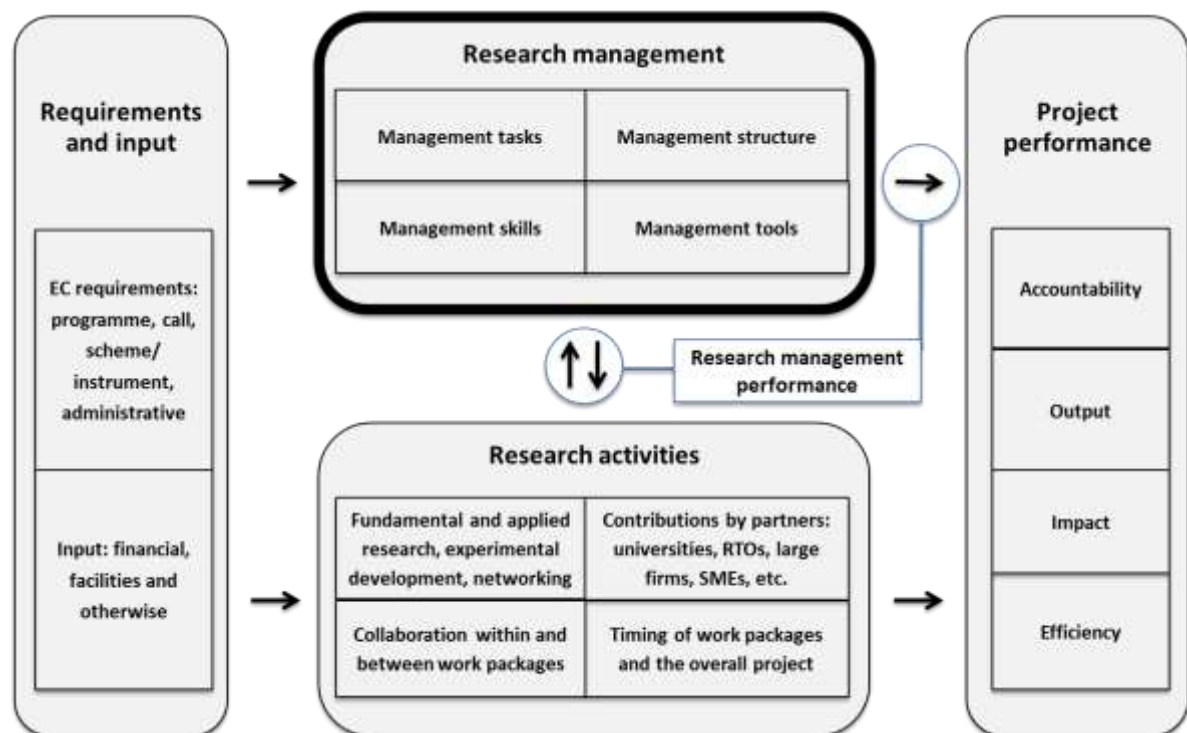 Requirements
and input
EC requirements:
programme, call,
scheme/
instrument,
administrative
Input: financial,
facilities and
otherwise
Research management
Management tasks
Management structure
Management skills
Management tools
Research management
performance
Research activities
Fundamental and applied
research, experimental
development, networking
Contributions by partners:
universities, RTOs, large
firms, SMEs, etc.
Collaboration within and
between work packages
Timing of work packages
and the overall project
Project
performance
Accountability
Output
Impact
Efficiency